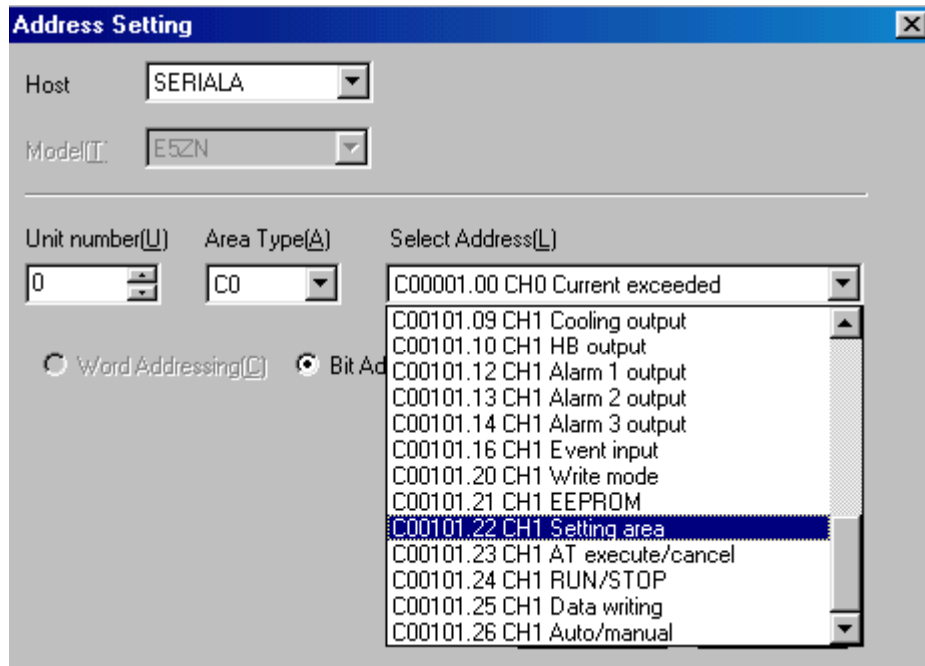 Address Setting
Host SERIALA
Model(T) E5ZN
Unit number(U) Area Type(A) Select Address(L)
0 C0 C00001.00 CH0 Current exceeded
C00101.09 CH1 Cooling output
C00101.10 CH1 HB output
Word Addressing(C) Bit Ad C00101.12 CH1 Alarm 1 output
C00101.13 CH1 Alarm 2 output
C00101.14 CH1 Alarm 3 output
C00101.16 CH1 Event input
C00101.20 CH1 Write mode
C00101.21 CH1 EEPROM
C00101.22 CH1 Setting area
C00101.23 CH1 AT execute/cancel
C00101.24 CH1 RUN/STOP
C00101.25 CH1 Data writing
C00101.26 CH1 Auto/manual